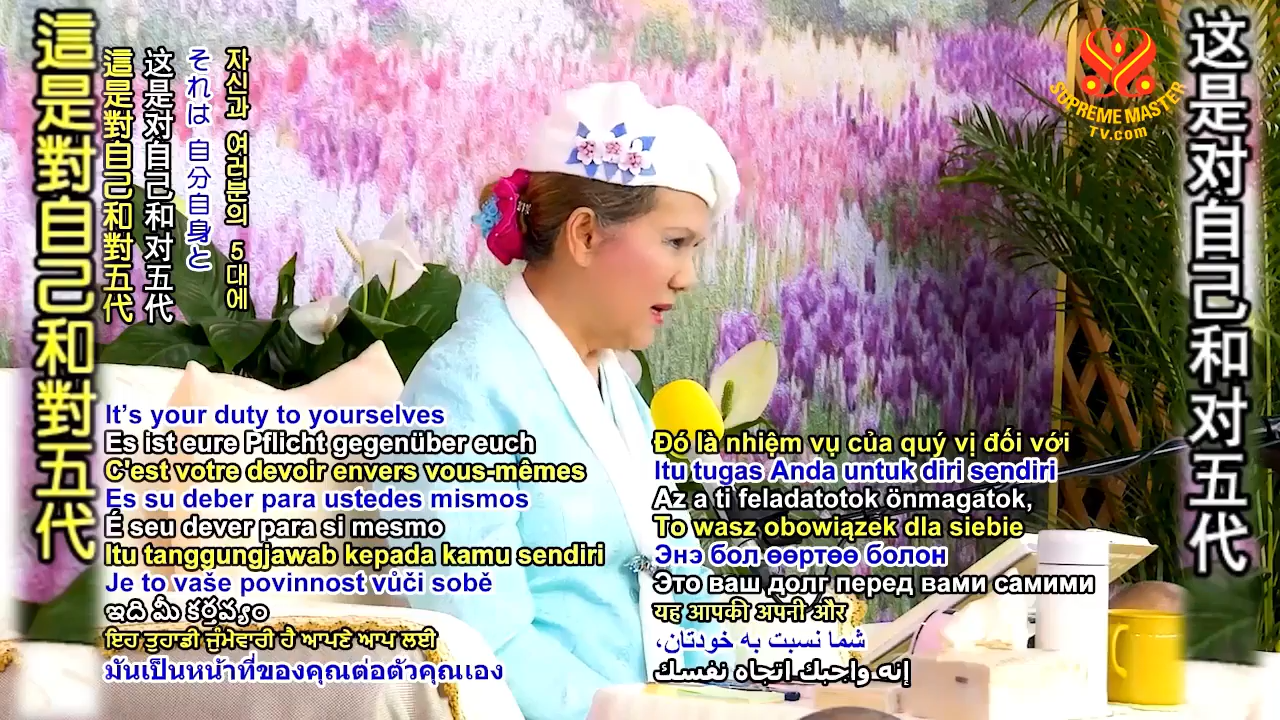 這是對自己和對五代
這是對自己和對五代
这是对自己和对五代
それは 自分自身と
자신과 여러분의 5대에
SUPREME MASTER
TV.com
这是对自己和对五代
It's your duty to yourselves
Es ist eure Pflicht gegenüber euch
C'est votre devoir envers vous-mêmes
Es su deber para ustedes mismos
É seu dever para si mesmo
Itu tanggungjawab kepada kamu sendiri
Je to vaše povinnost vůči sobě
ఇది మీ కర్తవ్యం
ਇਹ ਤੁਹਾਡੀ ਜੁੰਮੇਵਾਰੀ ਹੈ ਆਪਣੇ ਆਪ ਲਈ
มันเป็นหน้าที่ของคุณต่อตัวคุณเอง
Đó là nhiệm vụ của quý vị đối với
Itu tugas Anda untuk diri sendiri
Az a ti feladatotok önmagatok,
To wasz obowiązek dla siebie
Энэ бол өөртөө болон
Это ваш долг перед вами самими
यह आपकी अपनी और
شما نسبت به خودتان،
إنه واجبك اتجاه نفسك